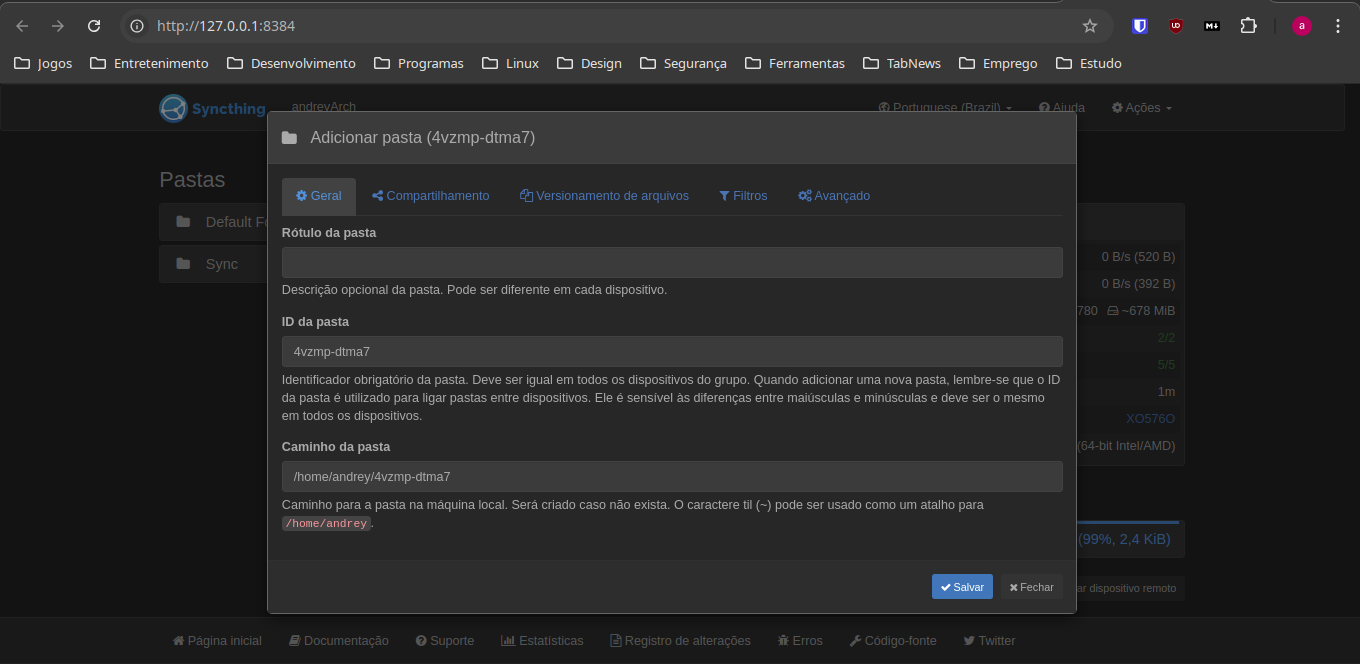 http://127.0.0.1:8384
Jogos Entretenimento Desenvolvimento Programas Linux Design Segurança Ferramentas TabNews Emprego Estudo
Syncthing andreyArch Portuguese (Brazil) Ajuda Ações
Adicionar pasta (4vzmp-dtma7)
Pastas
Geral Compartilhamento Versionamento de arquivos Filtros Avançado
Default Fo
Sync
Rótulo da pasta
Descrição opcional da pasta. Pode ser diferente em cada dispositivo.
ID da pasta
4vzmp-dtma7
Identificador obrigatório da pasta. Deve ser igual em todos os dispositivos do grupo. Quando adicionar uma nova pasta, lembre-se que o ID
da pasta é utilizado para ligar pastas entre dispositivos. Ele é sensível às diferenças entre maiúsculas e minúsculas e deve ser o mesmo
em todos os dispositivos.
Caminho da pasta
/home/andrey/4vzmp-dtma7
Caminho para a pasta na máquina local. Será criado caso não exista. O caractere til (~) pode ser usado como um atalho para
/home/andrey.
Salvar Fechar
0 B/s (520 B)
0 B/s (392 B)
780 ~678 MiB
2/2
5/5
1m
XO576O
(64-bit Intel/AMD)
(99%, 2,4 KiB)
ar dispositivo remoto
Página inicial Documentação Suporte Estatísticas Registro de alterações Erros Código-fonte Twitter